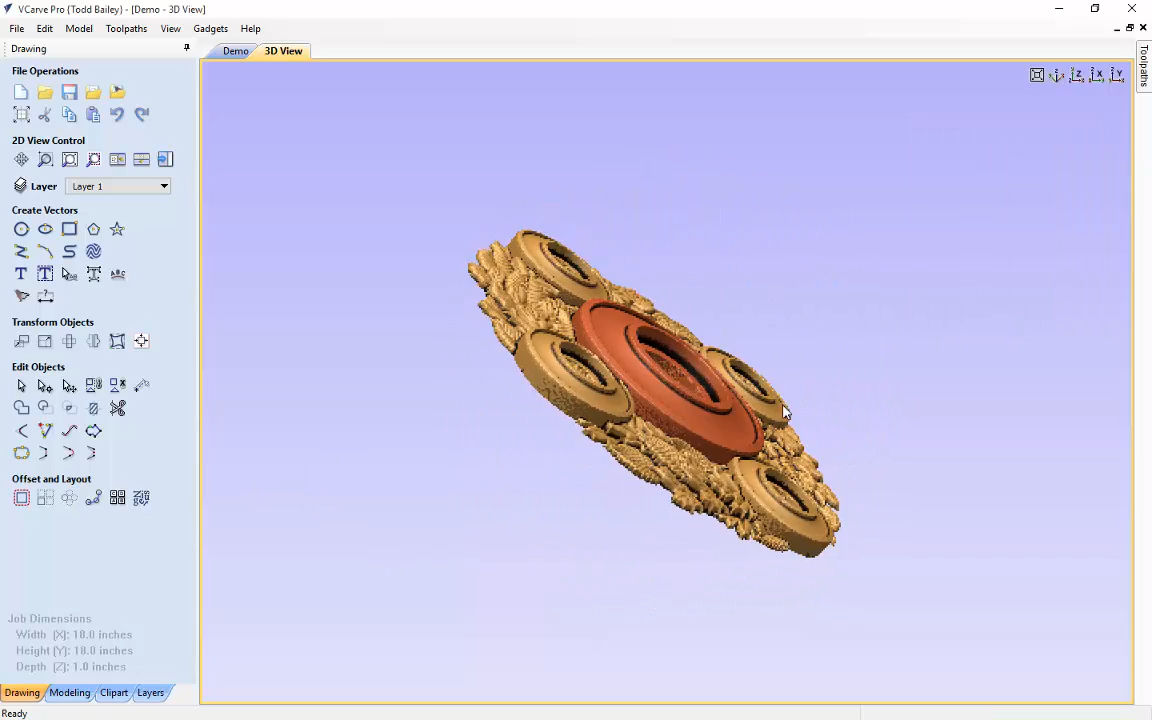 VCarve Pro {Todd Bailey} - [Demo - 3D View]
File Edit Model Toolpaths View Gadgets Help
Drawing
Demo
3D View
Toolpaths
File Operations
2D View Control
Layer
Layer 1
Create Vectors
Transform Objects
Edit Objects
Offset and Layout
Job Dimensions
Width (X): 18.0 inches
Height (Y): 18.0 inches
Depth (Z): 1.0 inches
Drawing Modeling Clipart Layers
Ready